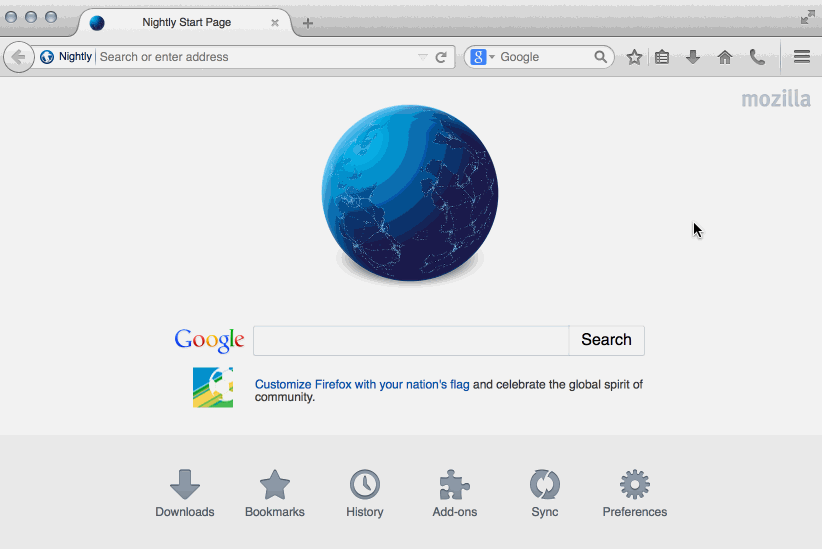 Nightly Start Page
Nightly Search or enter address
Google
mozilla
Google Search
Customize Firefox with your nation's flag and celebrate the global spirit of
community.
Downloads Bookmarks History Add-ons Sync Preferences